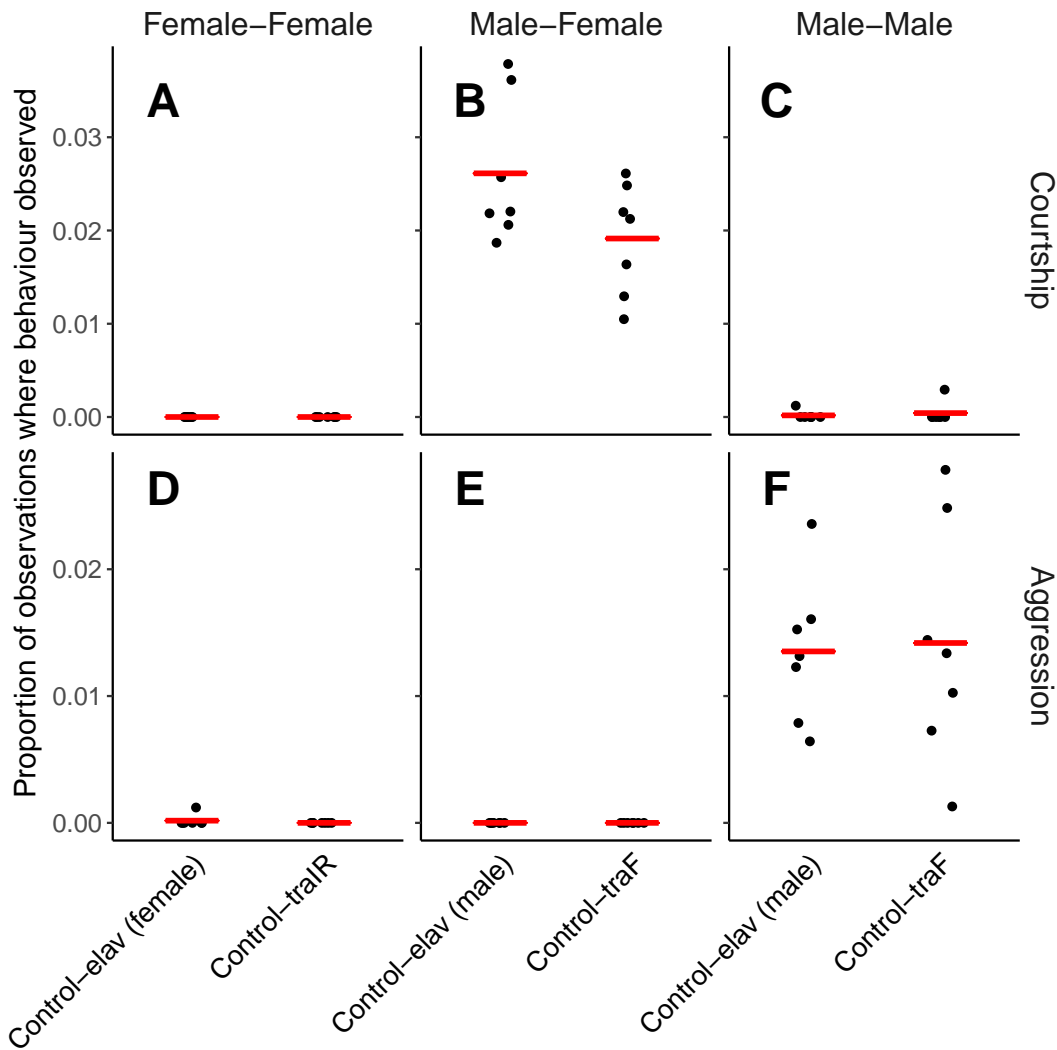 Female−Female
Male−Female
Male−Male
Proportion of observations where behaviour observed
A
B
C
0.03
0.02
0.01
0.00
Courtship
D
E
F
0.02
0.01
0.00
Aggression
Control−elav (female)
Control−traIR
Control−elav (male)
Control−traF
Control−elav (male)
Control−traF